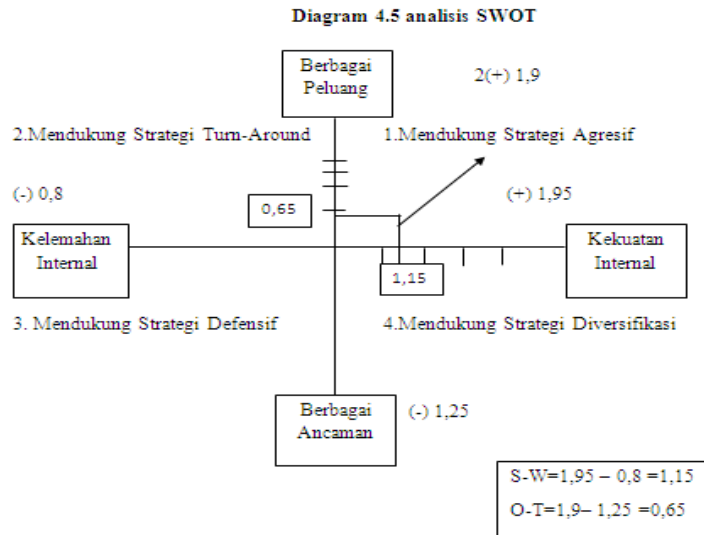 Diagram 4.5 analisis SWOT
Berbagai
Peluang
2(+) 1,9
2.Mendukung Strategi Turn-Around
1.Mendukung Strategi Agresif
(-) 0,8
0,65
(+) 1,95
Kelemahan
Internal
Kekuatan
Internal
1,15
3. Mendukung Strategi Defensif
4.Mendukung Strategi Diversifikasi
Berbagai
Ancaman
(-) 1,25
S-W=1,95 – 0,8 =1,15
O-T=1,9– 1,25 =0,65